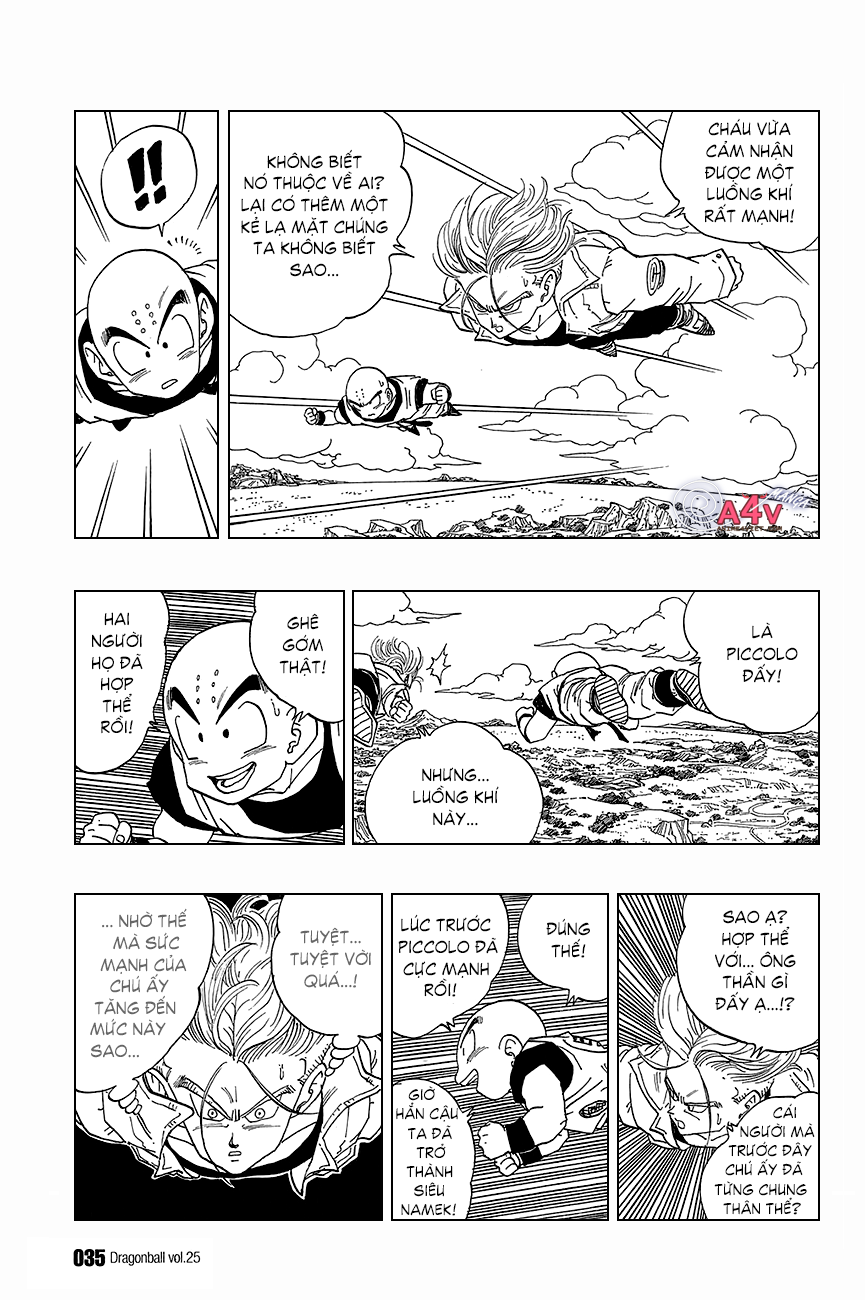 CHÁU VỪA
CẢM NHẬN
ĐƯỢC MỘT
LUỒNG KHÍ
RẤT MẠNH!
KHÔNG BIẾT
NÓ THUỘC VỀ AI?
LẠI CÓ THÊM MỘT
KẺ LẠ MẶT CHÚNG
TA KHÔNG BIẾT
SAO...
!!
A4V
LÀ
PICCOLO
ĐẤY!
NHƯNG...
LUỒNG KHÍ
NÀY...
GHÊ
GỚM
THẬT!
HAI
NGƯỜI
HỌ ĐÃ
HỢP
THỂ
RỒI!
SAO Ạ?
HỢP THỂ
VỚI... ÔNG
THẦN GÌ
ĐẤY Ạ...!?
CÁI
NGƯỜI MÀ
TRƯỚC ĐÂY
CHÚ ẤY ĐÃ
TỪNG CHUNG
THÂN THỂ?
ĐÚNG
THẾ!
LÚC TRƯỚC
PICCOLO ĐÃ
CỰC MẠNH
RỒI!
GIỜ
HẲN CẬU
TA ĐÃ
TRỞ
THÀNH
SIÊU
NAMEK!
TUYỆT...
TUYỆT VỜI
QUÁ...!
... NHỜ THẾ
MÀ SỨC
MẠNH CỦA
CHÚ ẤY
TĂNG ĐẾN
MỨC NÀY
SAO...
035 Dragonball vol.25